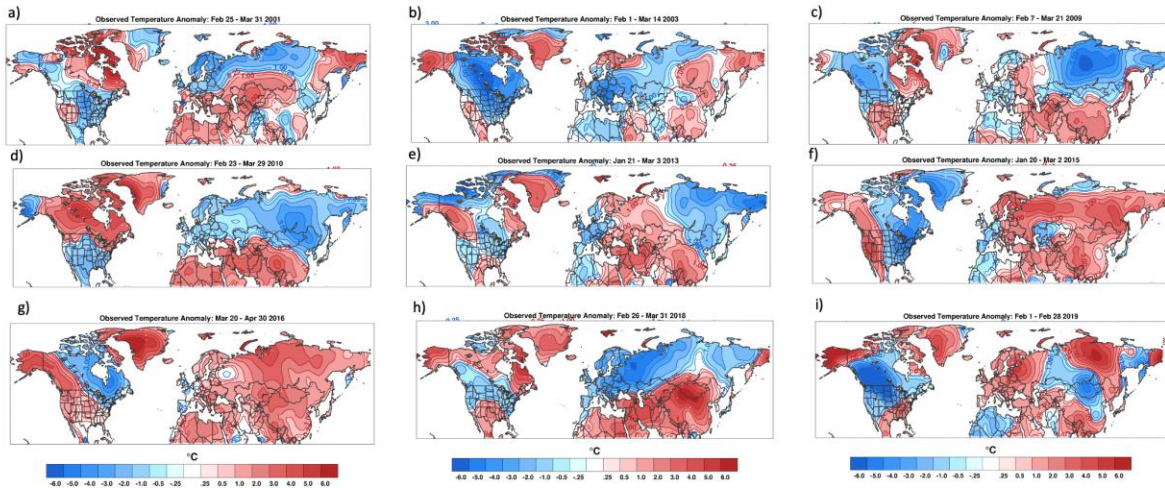 a)
Observed Temperature Anomaly: Feb 25 - Mar 31 2001
b)
Observed Temperature Anomaly: Feb 1 - Mar 14 2003
c)
Observed Temperature Anomaly: Feb 7 - Mar 21 2009
d)
Observed Temperature Anomaly: Feb 23 - Mar 29 2010
e)
Observed Temperature Anomaly: Jan 21 - Mar 3 2013
f)
Observed Temperature Anomaly: Jan 20 - Mar 2 2015
g)
Observed Temperature Anomaly: Mar 20 - Apr 30 2016
h)
Observed Temperature Anomaly: Feb 26 - Mar 31 2018
i)
Observed Temperature Anomaly: Feb 1 - Feb 28 2019
°C
-6.0 -5.0 -4.0 -3.0 -2.0 -1.0 -0.5 -.25 .25 0.5 1.0 2.0 3.0 4.0 5.0 6.0
°C
-6.0 -5.0 -4.0 -3.0 -2.0 -1.0 -0.5 -.25 .25 0.5 1.0 2.0 3.0 4.0 5.0 6.0
°C
-6.0 -5.0 -4.0 -3.0 -2.0 -1.0 -0.5 -.25 .25 0.5 1.0 2.0 3.0 4.0 5.0 6.0